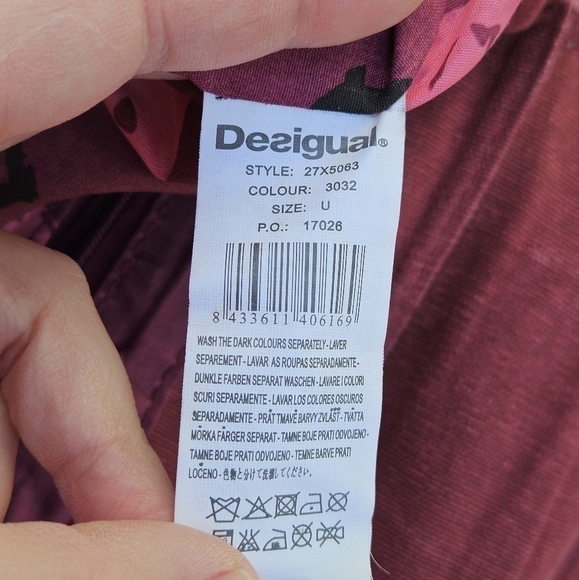 Desigual®
STYLE: 27X5063
COLOUR: 3032
SIZE: U
P.O.: 17026
8 433611 406169
WASH THE DARK COLOURS SEPARATELY-LAVER
SEPAREMENT - LAVAR AS ROUPAS SEPARADAMENTE-
DUNKLE FARBEN SEPARAT WASCHEN - LAVARE I COLORI
SCURI SEPARAMENTE - LAVAR LOS COLORES OSCUROS
SEPARADAMENTE - PRÁT TMAVÉ BARVY ZVLÁŠŤ - TVÄTTA
MÖRKA FÄRGER SEPARAT - TAMNE BOJE PRATI ODVOJENO-
TAMNE BOJE PRATI ODVOJENO - TEMNE BARVE PRATI
LOČENO - 色物と分けて洗濯してください。